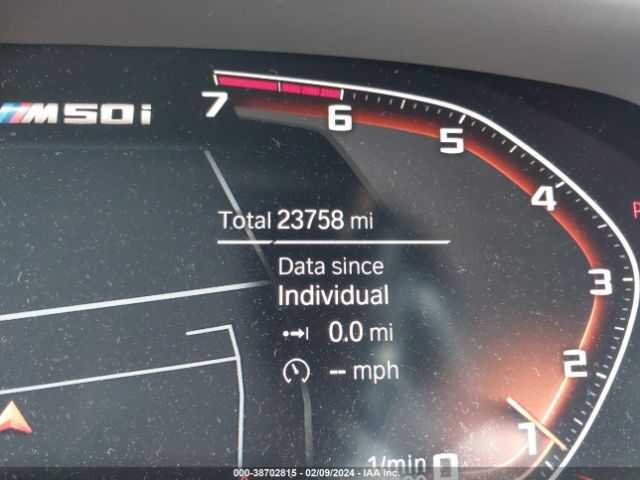 M50i
7
6
5
4
3
2
1
0
Total 23758 mi
Data since
Individual
0.0 mi
-- mph
1/min
000-38702815 - 02/09/2024 - IAA Inc.